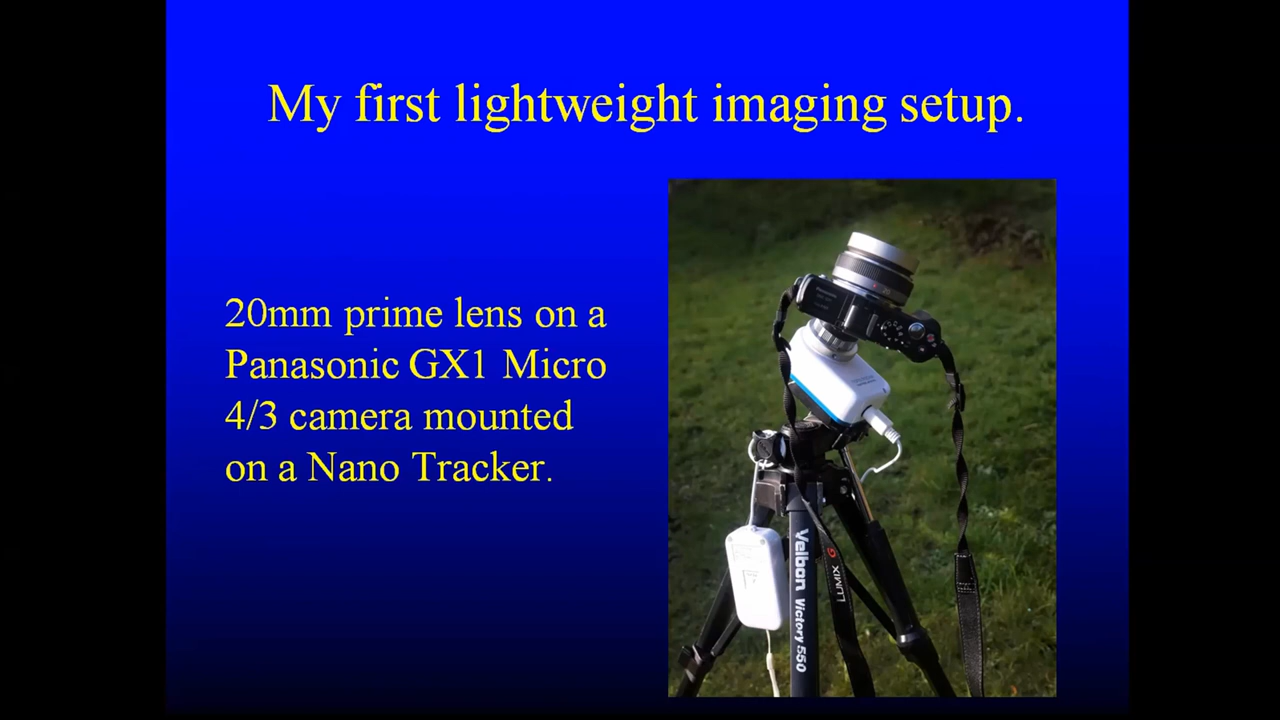 My first lightweight imaging setup.
20mm prime lens on a
Panasonic GX1 Micro
4/3 camera mounted
on a Nano Tracker.
Velbon Victory 550
LUMIX G